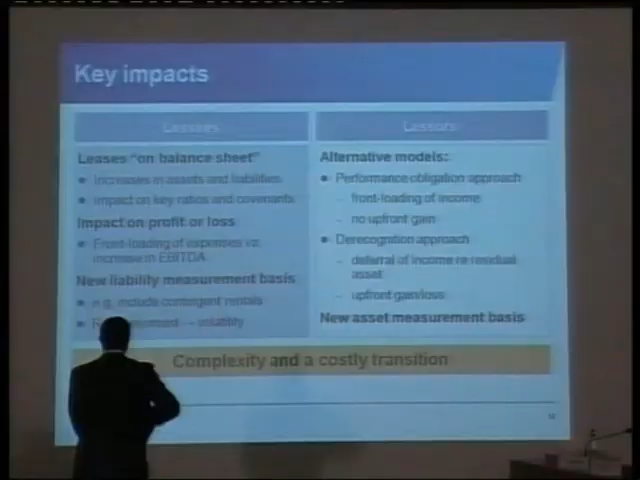 Key impacts
Lessees
Lessors
Leases "on balance sheet"
Increases in assets and liabilities
Impact on key ratios and covenants
Impact on profit or loss
Front-loading of expenses vs.
increase in EBITDA
New liability measurement basis
e.g. include contingent rentals
– volatility
Alternative models:
Performance obligation approach
– front-loading of income
– no upfront gain
Derecognition approach
– deferral of income re residual
asset
– upfront gain/loss
New asset measurement basis
Complexity and a costly transition